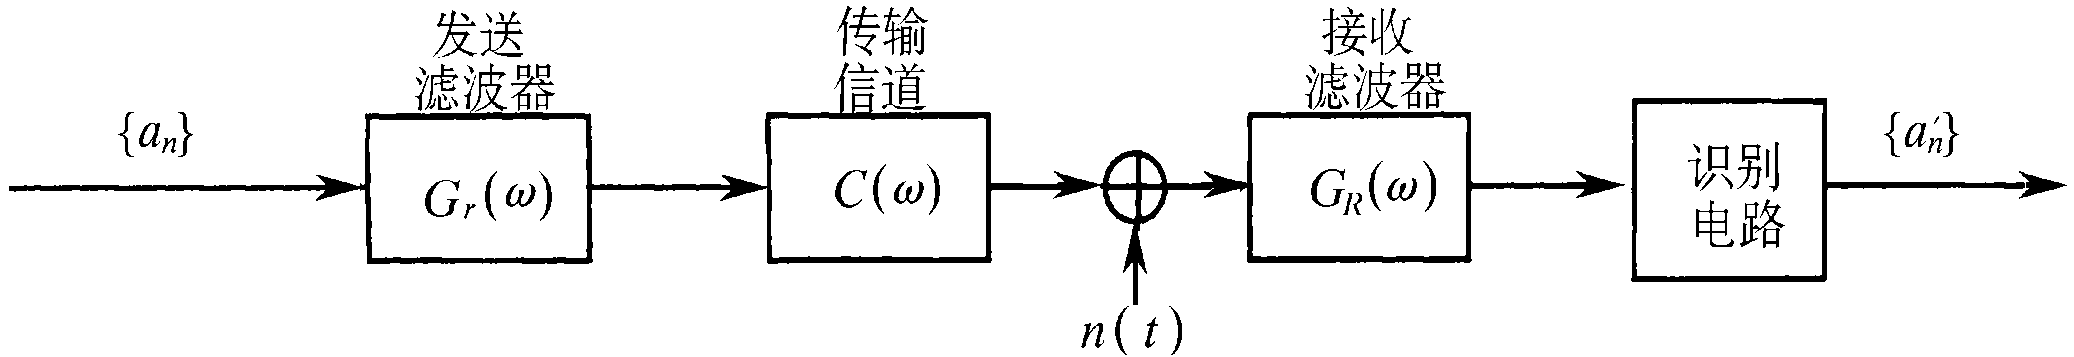 发送
滤波器
传输
信道
接收
滤波器
{aₙ}
Gᵣ(ω)
C(ω)
G_R(ω)
识别
电路
{a′ₙ}
n(t)